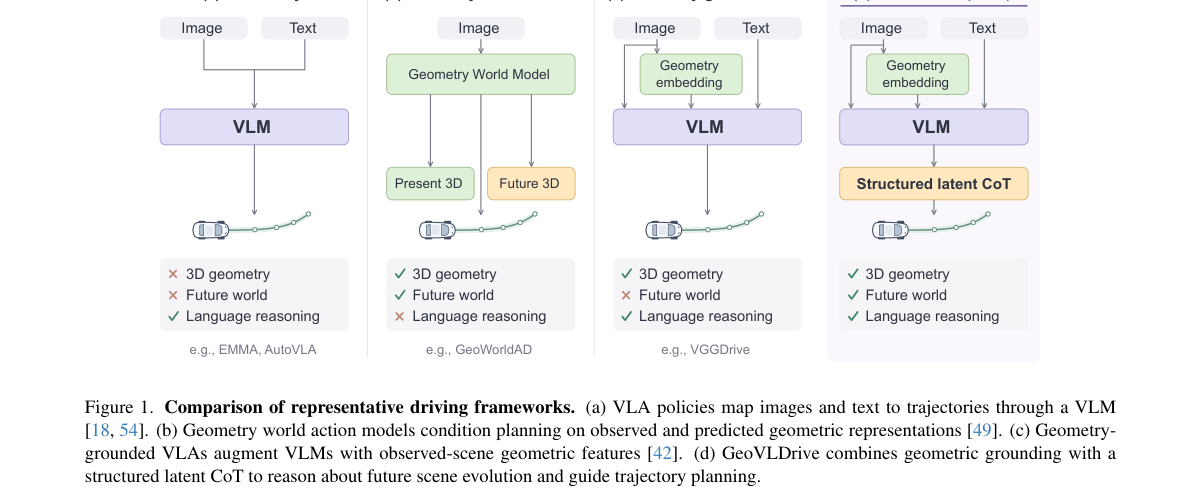 Image Text
VLM
3D geometry
Future world
Language reasoning
e.g., EMMA, AutoVLA
Image
Geometry World Model
Present 3D Future 3D
3D geometry
Future world
Language reasoning
e.g., GeoWorldAD
Image Text
Geometry
embedding
VLM
3D geometry
Future world
Language reasoning
e.g., VGGDrive
Image Text
Geometry
embedding
VLM
Structured latent CoT
3D geometry
Future world
Language reasoning
Figure 1. Comparison of representative driving frameworks. (a) VLA policies map images and text to trajectories through a VLM
[18, 54]. (b) Geometry world action models condition planning on observed and predicted geometric representations [49]. (c) Geometry-
grounded VLAs augment VLMs with observed-scene geometric features [42]. (d) GeoVLDrive combines geometric grounding with a
structured latent CoT to reason about future scene evolution and guide trajectory planning.